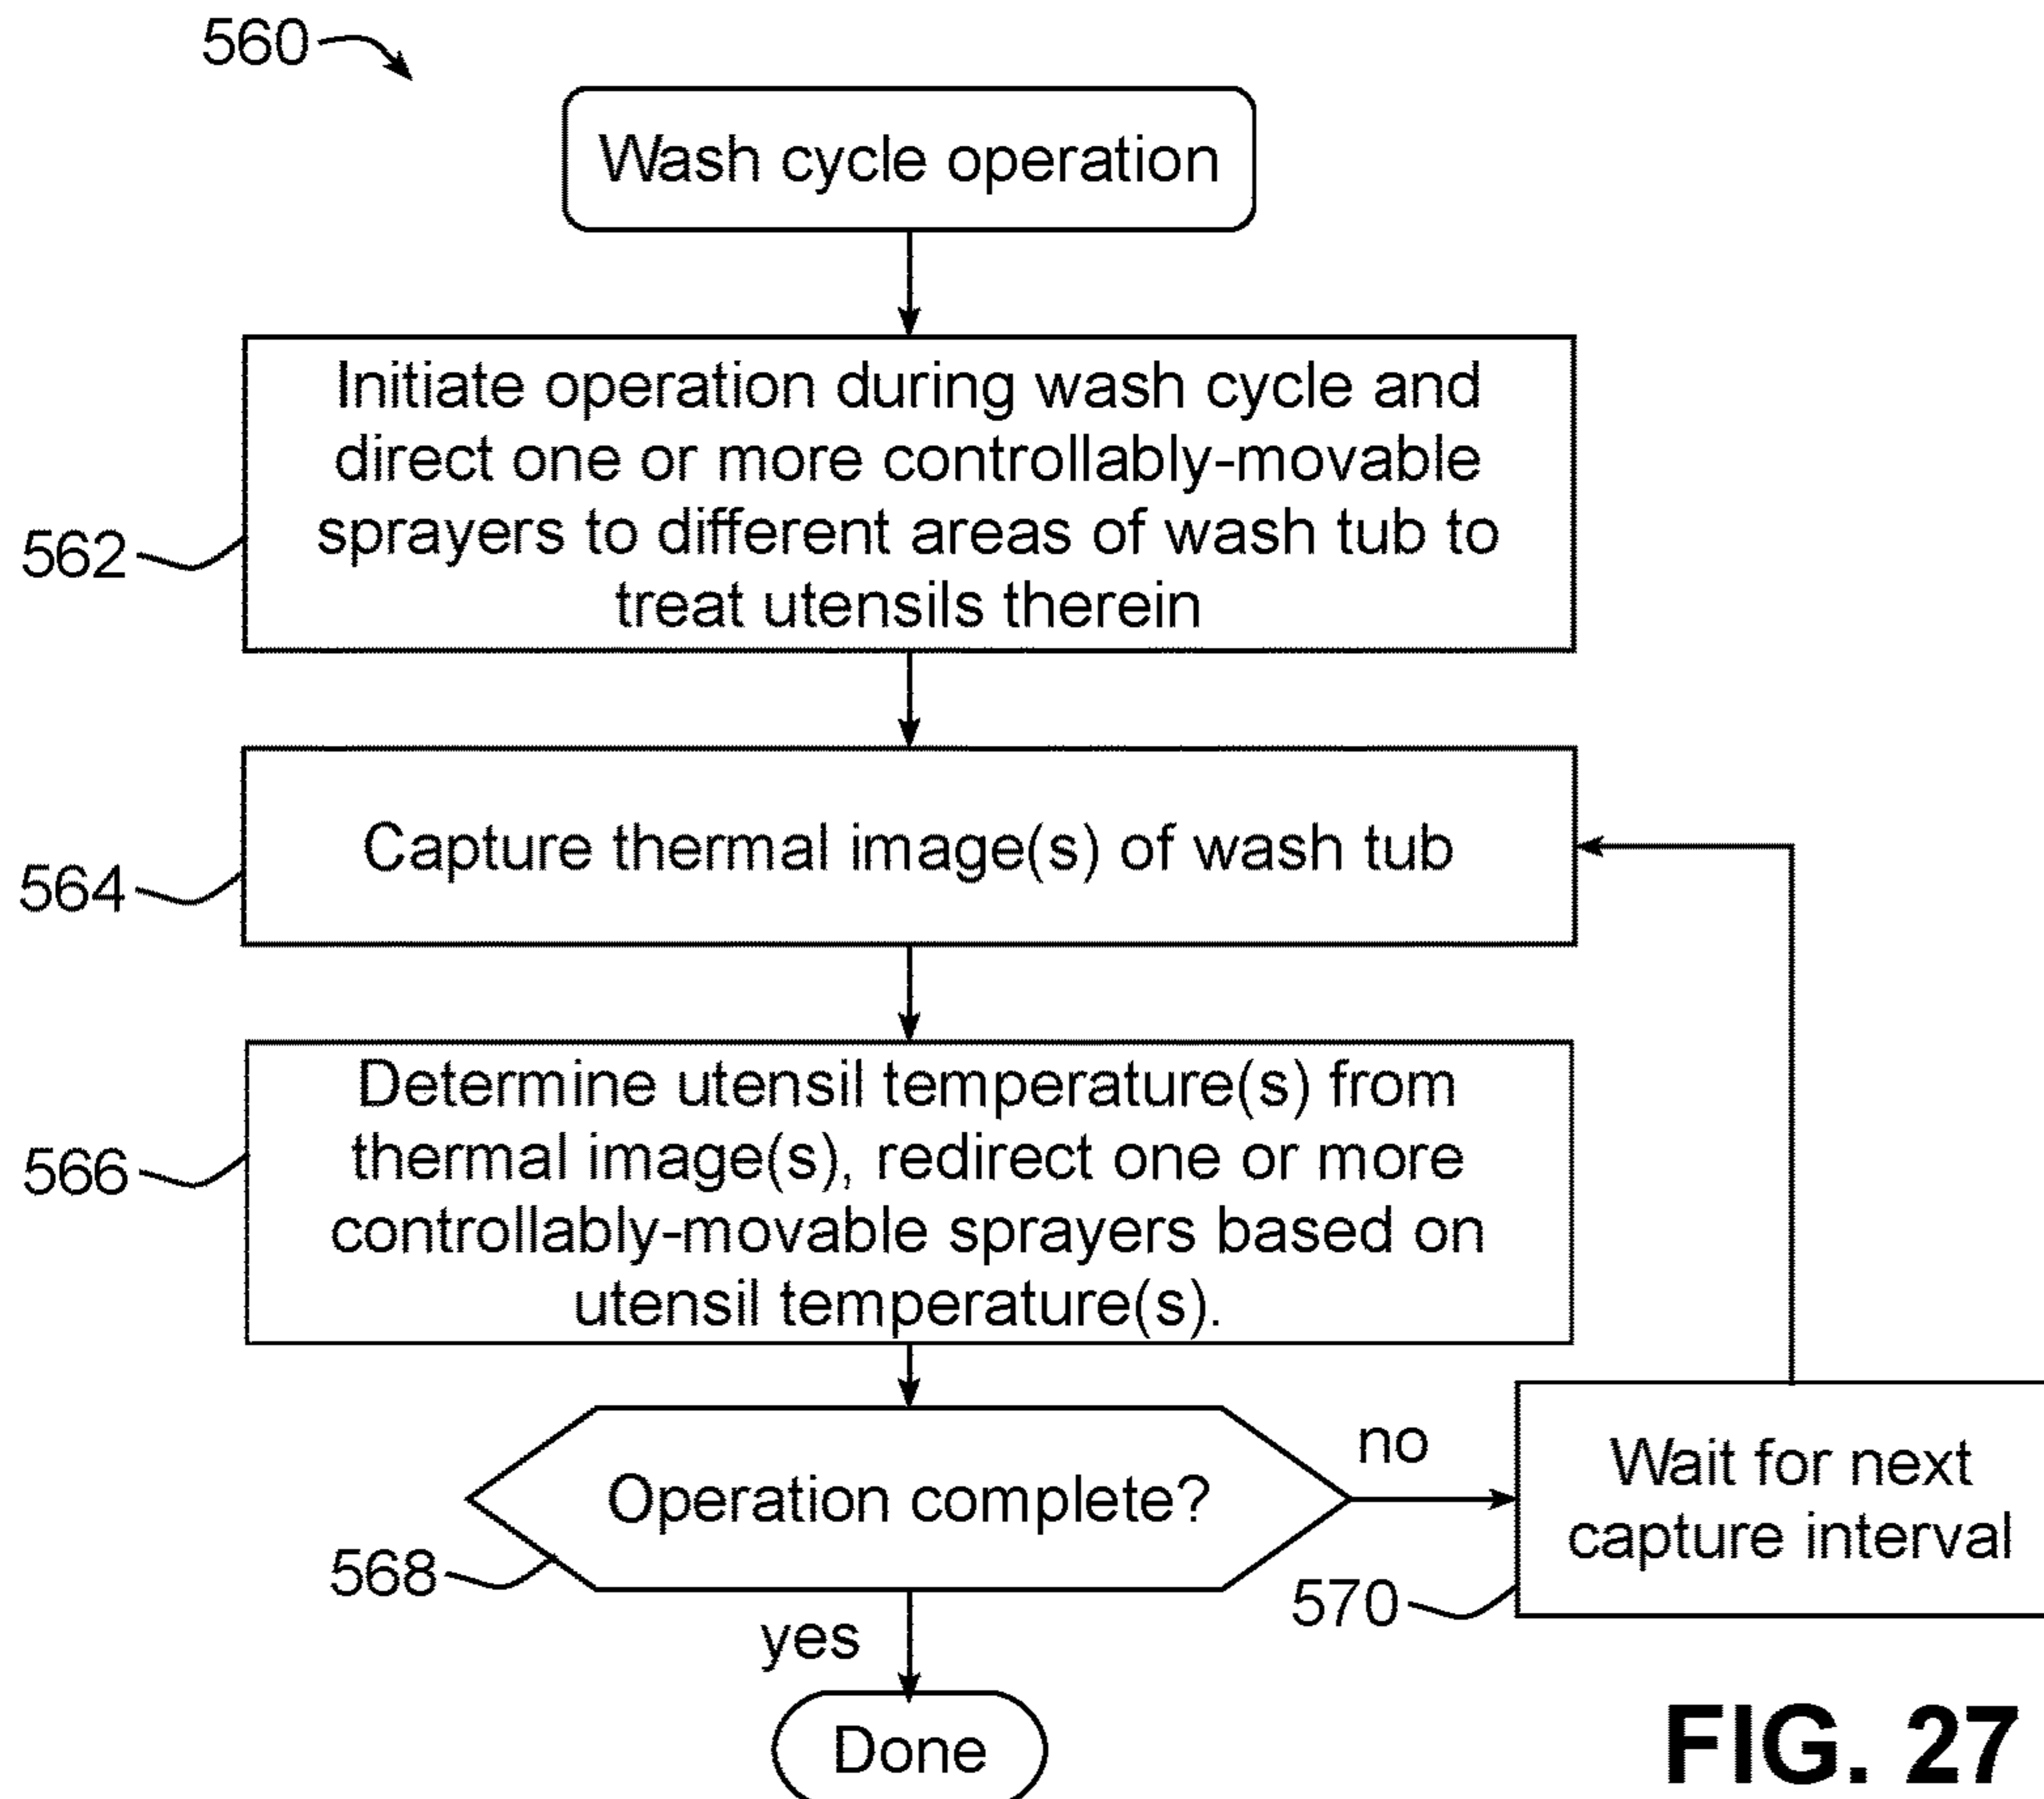 560
Wash cycle operation
Initiate operation during wash cycle and
direct one or more controllably-movable
sprayers to different areas of wash tub to
treat utensils therein
562
Capture thermal image(s) of wash tub
564
Determine utensil temperature(s) from
thermal image(s), redirect one or more
controllably-movable sprayers based on
utensil temperature(s).
566
Operation complete?
568
no
Wait for next
capture interval
570
yes
Done
FIG. 27